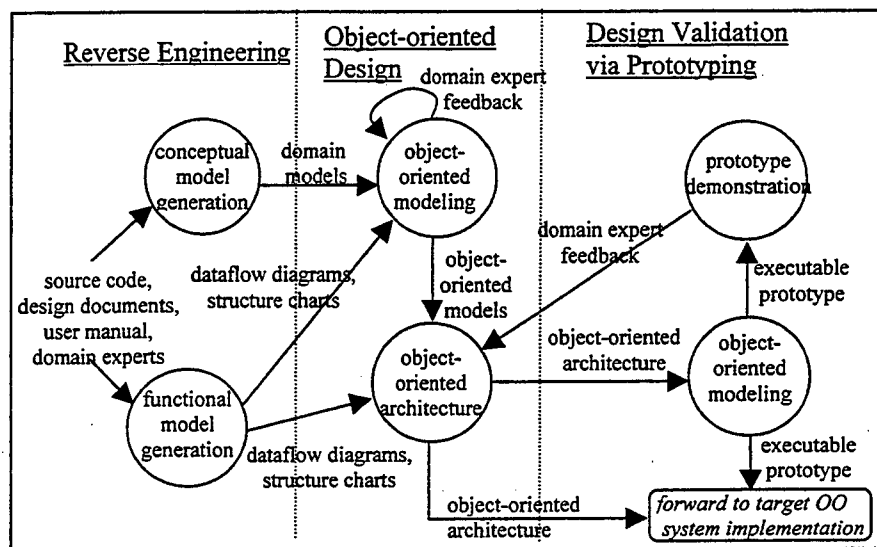 Reverse Engineering
Object-oriented
Design
Design Validation
via Prototyping
domain expert
feedback
conceptual
model
generation
domain
models
object-
oriented
modeling
prototype
demonstration
source code,
design documents,
user manual,
domain experts
dataflow diagrams,
structure charts
object-
oriented
models
domain expert
feedback
executable
prototype
functional
model
generation
object-
oriented
architecture
object-oriented
architecture
object-
oriented
modeling
dataflow diagrams,
structure charts
executable
prototype
object-oriented
architecture
forward to target OO
system implementation